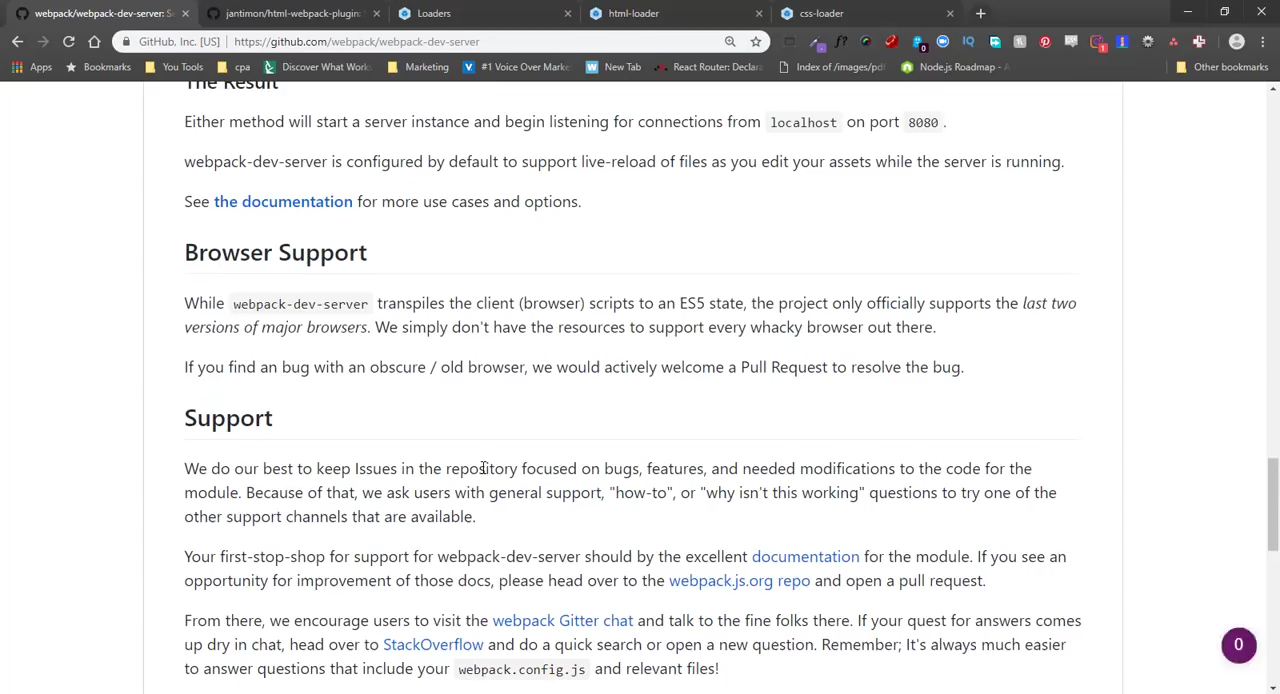 webpack/webpack-dev-server: Se
jantimon/html-webpack-plugin:
Loaders
html-loader
css-loader
GitHub, Inc. [US]
https://github.com/webpack/webpack-dev-server
f?
0
IQ
1
Apps
Bookmarks
You Tools
cpa
Discover What Work
Marketing
#1 Voice Over Marke
New Tab
React Router: Declara
Index of /images/pdf
Node.js Roadmap - A
Other bookmarks
The Result
Either method will start a server instance and begin listening for connections from localhost on port 8080 .
webpack-dev-server is configured by default to support live-reload of files as you edit your assets while the server is running.
See the documentation for more use cases and options.
Browser Support
While webpack-dev-server transpiles the client (browser) scripts to an ES5 state, the project only officially supports the last two
versions of major browsers. We simply don't have the resources to support every whacky browser out there.
If you find an bug with an obscure / old browser, we would actively welcome a Pull Request to resolve the bug.
Support
We do our best to keep Issues in the repository focused on bugs, features, and needed modifications to the code for the
module. Because of that, we ask users with general support, "how-to", or "why isn't this working" questions to try one of the
other support channels that are available.
Your first-stop-shop for support for webpack-dev-server should by the excellent documentation for the module. If you see an
opportunity for improvement of those docs, please head over to the webpack.js.org repo and open a pull request.
From there, we encourage users to visit the webpack Gitter chat and talk to the fine folks there. If your quest for answers comes
up dry in chat, head over to StackOverflow and do a quick search or open a new question. Remember; It's always much easier
to answer questions that include your webpack.config.js and relevant files!
0